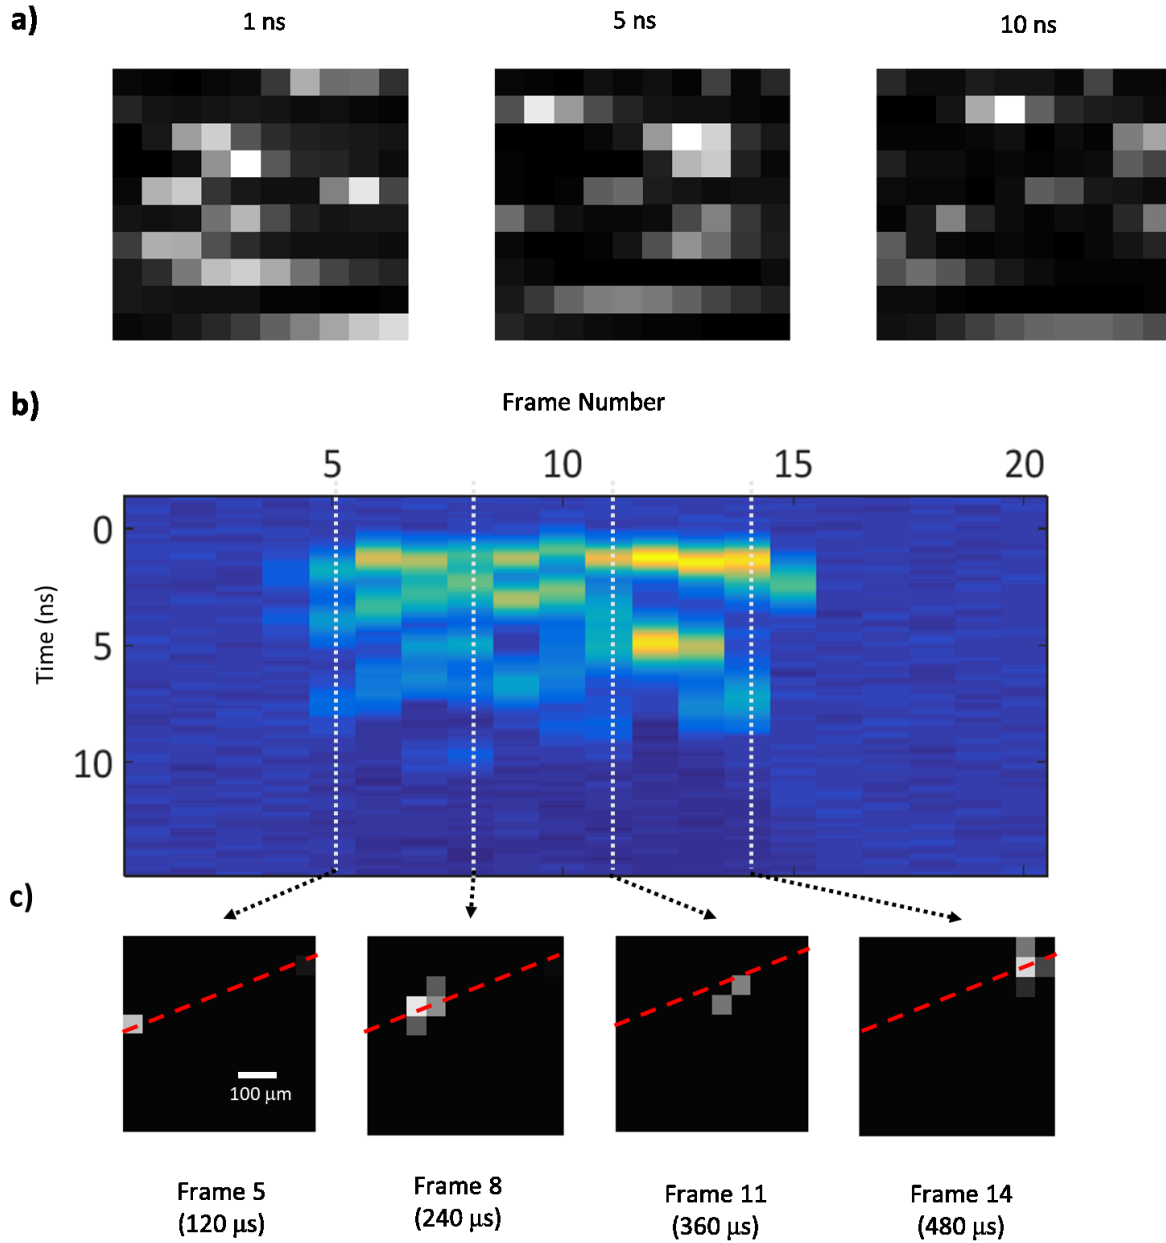 a)
1 ns
5 ns
10 ns
b)
Frame Number
5
10
15
20
0
5
10
Time (ns)
c)
100 μm
Frame 5
(120 μs)
Frame 8
(240 μs)
Frame 11
(360 μs)
Frame 14
(480 μs)